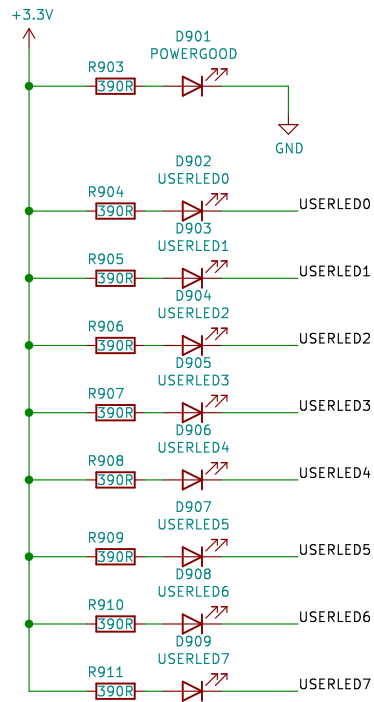 +3.3V
D901
POWERGOOD
R903
390R
GND
D902
USERLED0
R904
390R
USERLED0
D903
USERLED1
R905
390R
USERLED1
D904
USERLED2
R906
390R
USERLED2
D905
USERLED3
R907
390R
USERLED3
D906
USERLED4
R908
390R
USERLED4
D907
USERLED5
R909
390R
USERLED5
D908
USERLED6
R910
390R
USERLED6
D909
USERLED7
R911
390R
USERLED7